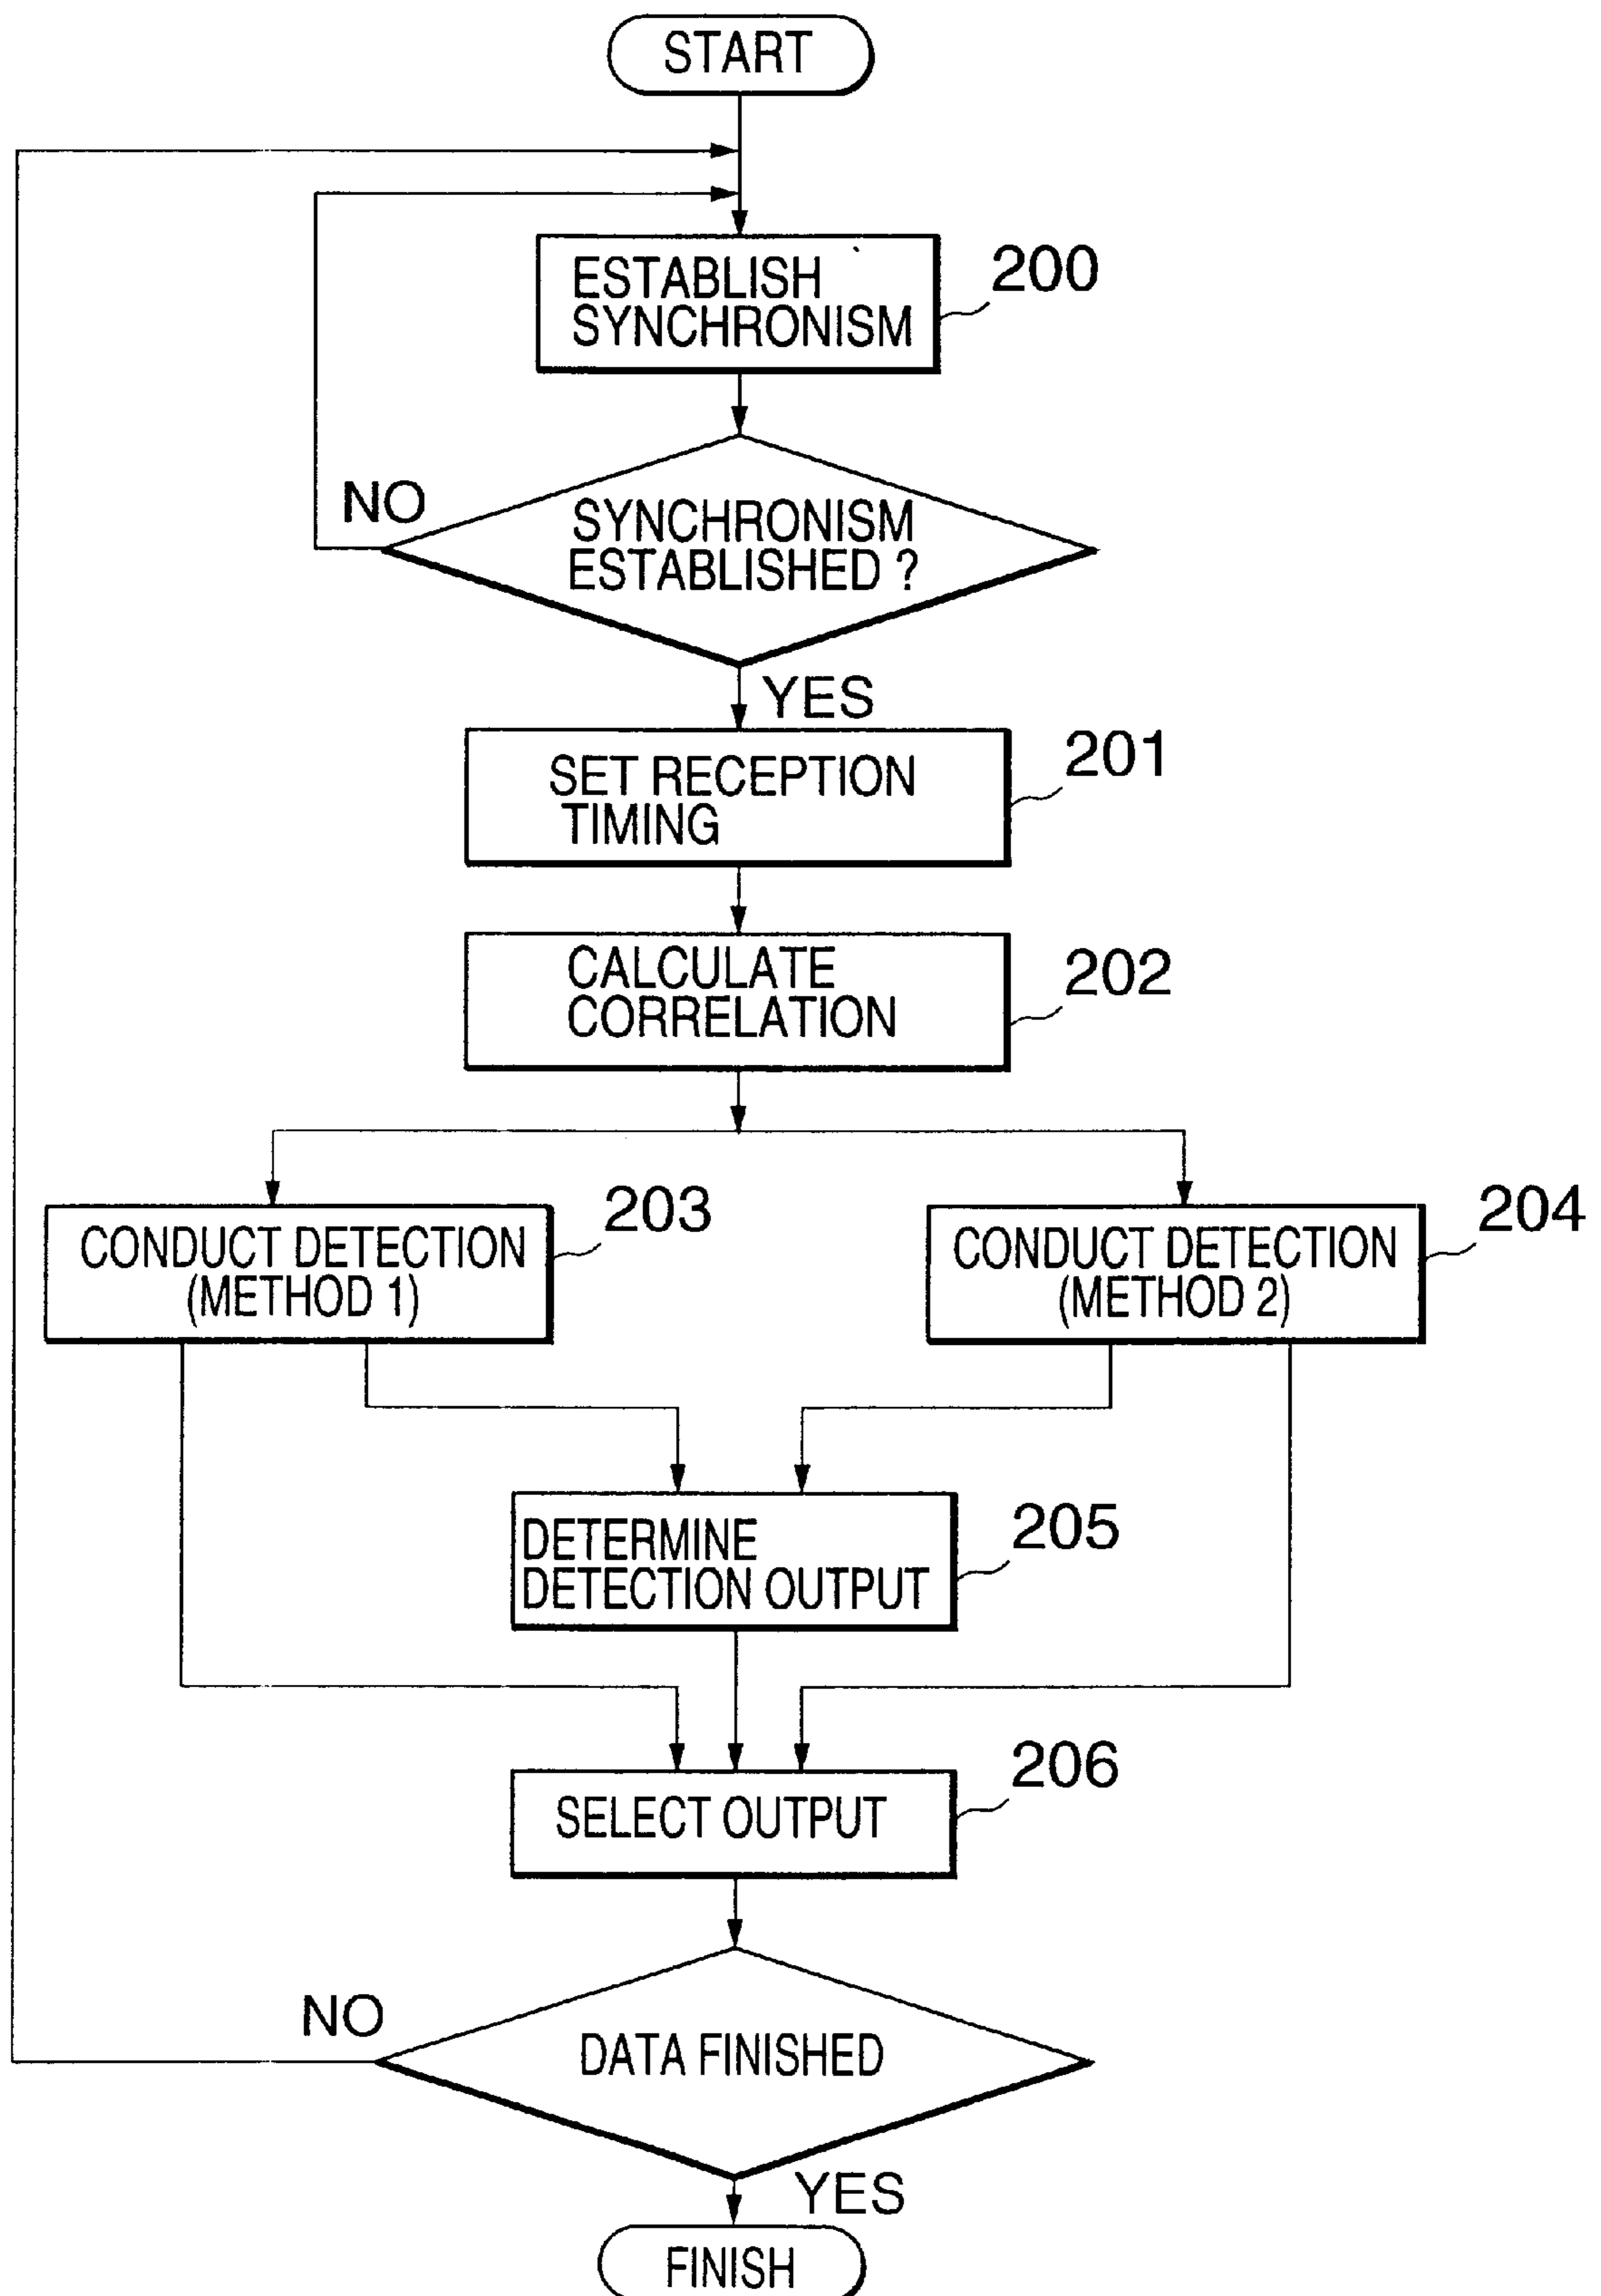 START
ESTABLISH
SYNCHRONISM
200
NO
SYNCHRONISM
ESTABLISHED ?
YES
SET RECEPTION
TIMING
201
CALCULATE
CORRELATION
202
CONDUCT DETECTION
(METHOD 1)
203
CONDUCT DETECTION
(METHOD 2)
204
DETERMINE
DETECTION OUTPUT
205
SELECT OUTPUT
206
NO
DATA FINISHED
YES
FINISH